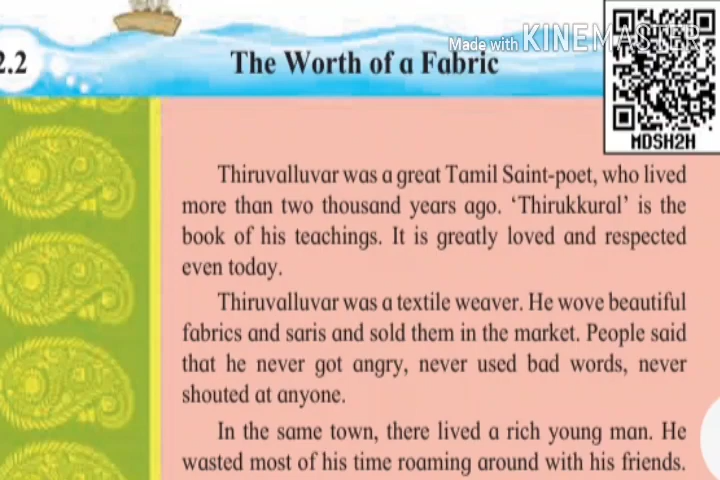 Made with KINEMASTER
2.2
The Worth of a Fabric
MDSH2H
Thiruvalluvar was a great Tamil Saint-poet, who lived
more than two thousand years ago. ‘Thirukkural’ is the
book of his teachings. It is greatly loved and respected
even today.
Thiruvalluvar was a textile weaver. He wove beautiful
fabrics and saris and sold them in the market. People said
that he never got angry, never used bad words, never
shouted at anyone.
In the same town, there lived a rich young man. He
wasted most of his time roaming around with his friends.